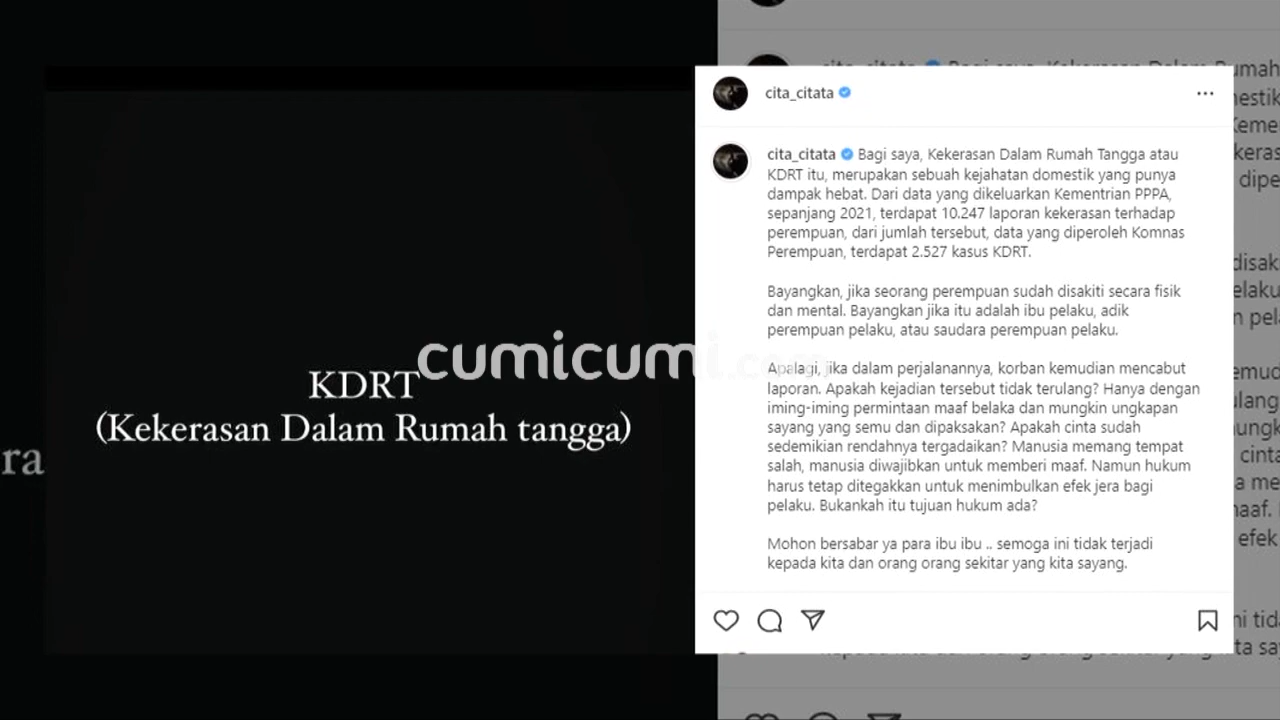 KDRT
(Kekerasan Dalam Rumah tangga)
ra
cumicumi.com
cita_citata
cita_citata Bagi saya, Kekerasan Dalam Rumah Tangga atau
KDRT itu, merupakan sebuah kejahatan domestik yang punya
dampak hebat. Dari data yang dikeluarkan Kementrian PPPA,
sepanjang 2021, terdapat 10.247 laporan kekerasan terhadap
perempuan, dari jumlah tersebut, data yang diperoleh Komnas
Perempuan, terdapat 2.527 kasus KDRT.
Bayangkan, jika seorang perempuan sudah disakiti secara fisik
dan mental. Bayangkan jika itu adalah ibu pelaku, adik
perempuan pelaku, atau saudara perempuan pelaku.
Apalagi, jika dalam perjalanannya, korban kemudian mencabut
laporan. Apakah kejadian tersebut tidak terulang? Hanya dengan
iming-iming permintaan maaf belaka dan mungkin ungkapan
sayang yang semu dan dipaksakan? Apakah cinta sudah
sedemikian rendahnya tergadaikan? Manusia memang tempat
salah, manusia diwajibkan untuk memberi maaf. Namun hukum
harus tetap ditegakkan untuk menimbulkan efek jera bagi
pelaku. Bukankah itu tujuan hukum ada?
Mohon bersabar ya para ibu ibu .. semoga ini tidak terjadi
kepada kita dan orang orang sekitar yang kita sayang.